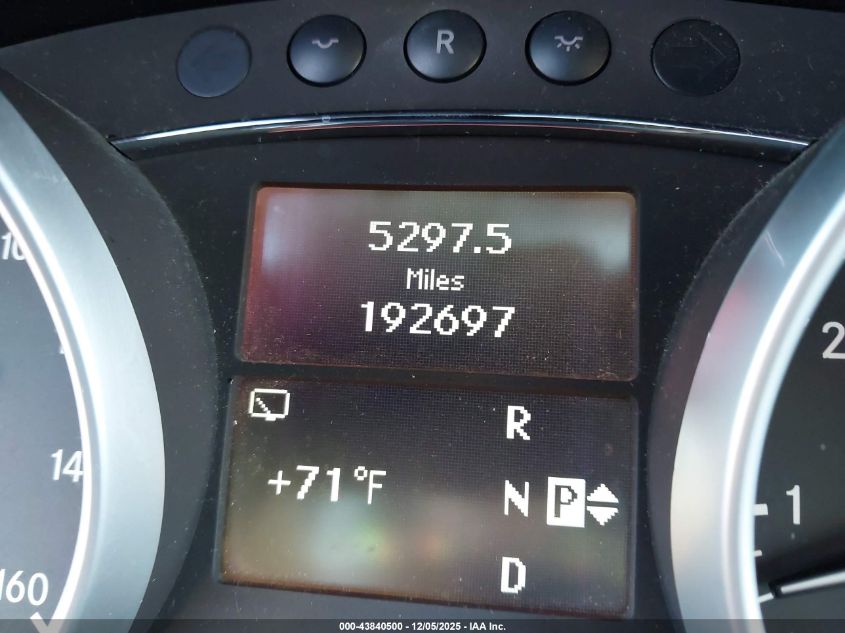 R
5297.5
Miles
192697
R
+71°F
N P
D
10
14
160
2
1
000-43840500 - 12/05/2025 - IAA Inc.